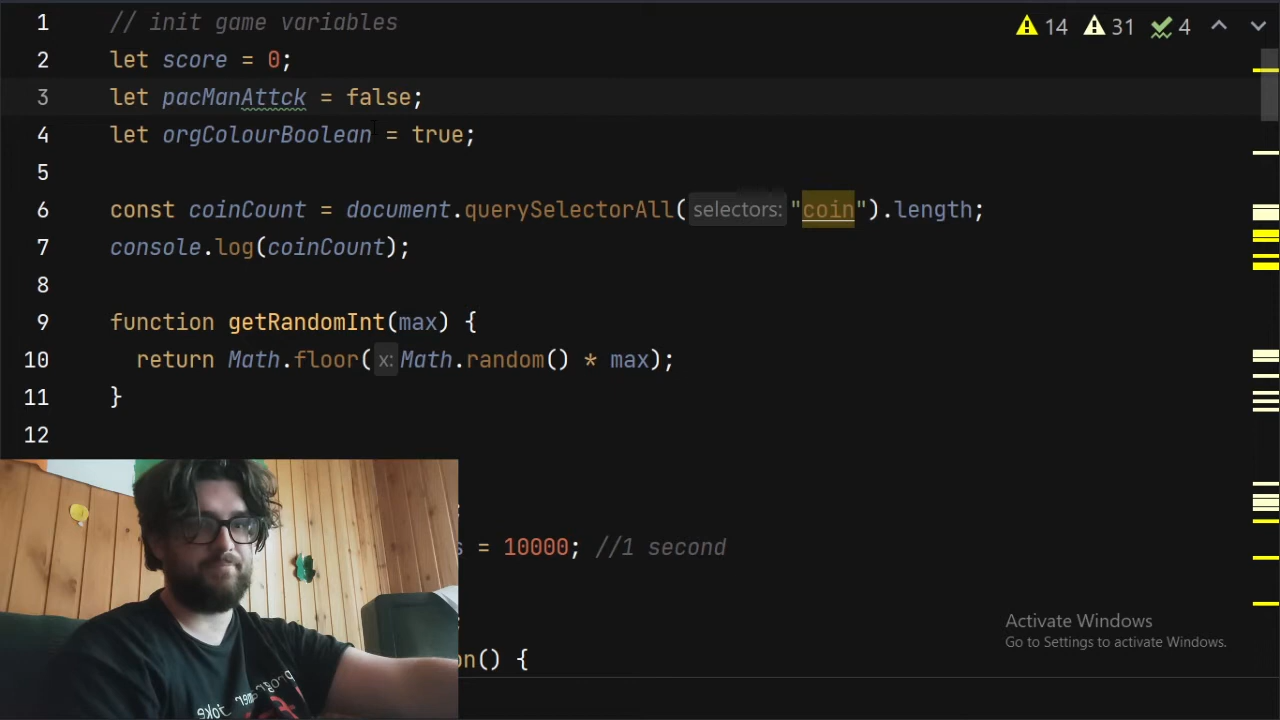 1 // init game variables
14 31 4
2 let score = 0;
3 let pacManAttck = false;
4 let orgColourBoolean = true;
5
6 const coinCount = document.querySelectorAll( selectors: "coin").length;
7 console.log(coinCount);
8
9 function getRandomInt(max) {
10 return Math.floor( x: Math.random() * max);
11 }
12
= 10000; //1 second
Activate Windows
Go to Settings to activate Windows.
on() {